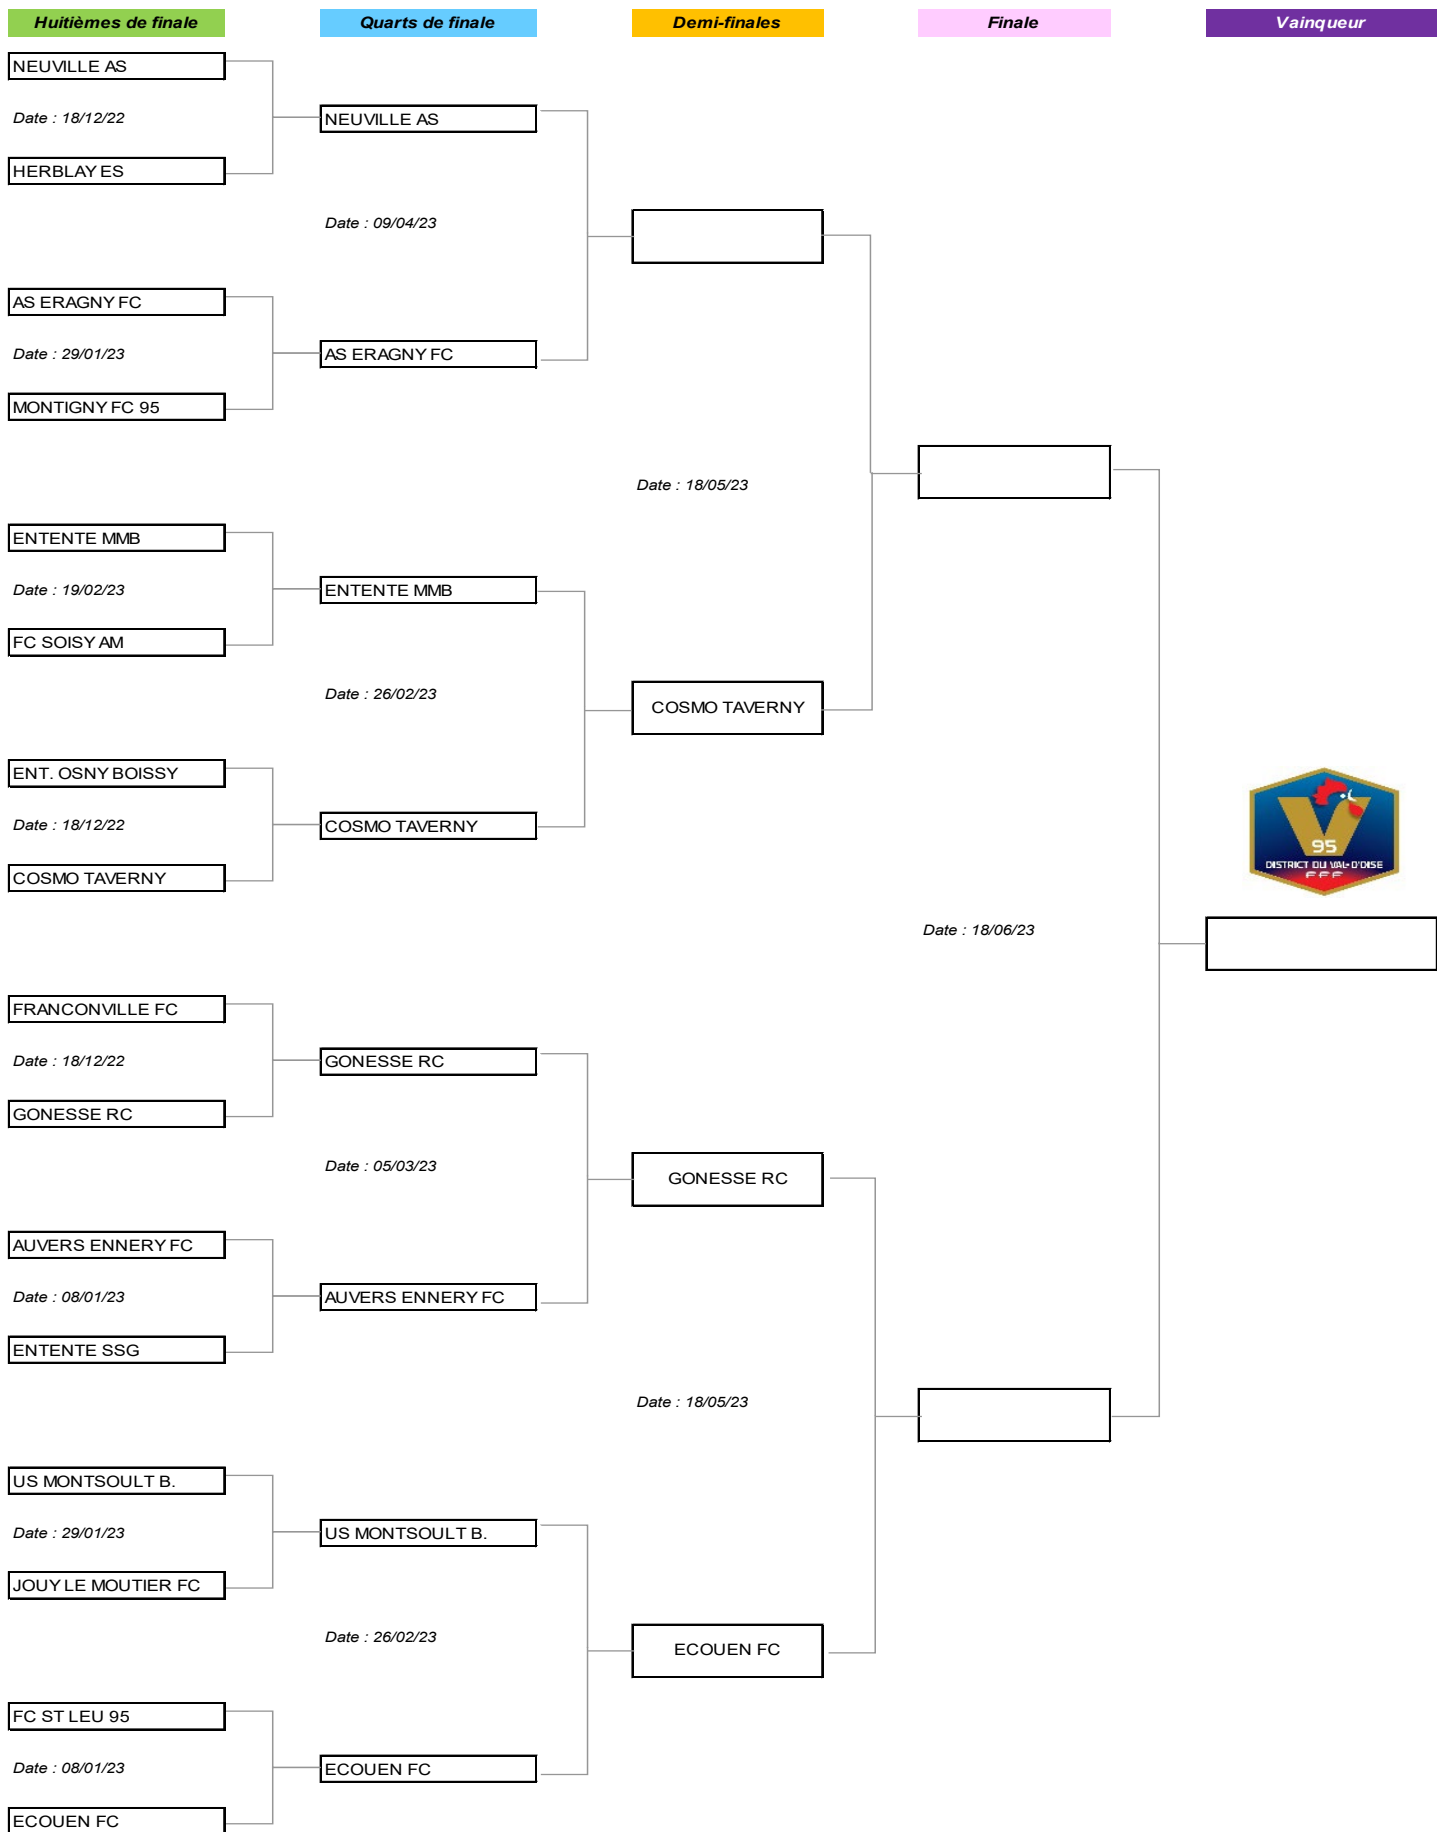 Huitièmes de finale
Quarts de finale
Demi-finales
Finale
Vainqueur
NEUVILLE AS
Date : 18/12/22
NEUVILLE AS
HERBLAY ES
Date : 09/04/23
AS ERAGNY FC
Date : 29/01/23
AS ERAGNY FC
MONTIGNY FC 95
Date : 18/05/23
ENTENTE MMB
Date : 19/02/23
ENTENTE MMB
FC SOISY AM
Date : 26/02/23
COSMO TAVERNY
ENT. OSNY BOISSY
Date : 18/12/22
COSMO TAVERNY
COSMO TAVERNY
95
DISTRICT DU VAL-D'OISE
FFF
Date : 18/06/23
FRANCONVILLE FC
Date : 18/12/22
GONESSE RC
GONESSE RC
Date : 05/03/23
GONESSE RC
AUVERS ENNERY FC
Date : 08/01/23
AUVERS ENNERY FC
ENTENTE SSG
Date : 18/05/23
US MONTSOULT B.
Date : 29/01/23
US MONTSOULT B.
JOUY LE MOUTIER FC
Date : 26/02/23
ECOUEN FC
FC ST LEU 95
Date : 08/01/23
ECOUEN FC
ECOUEN FC